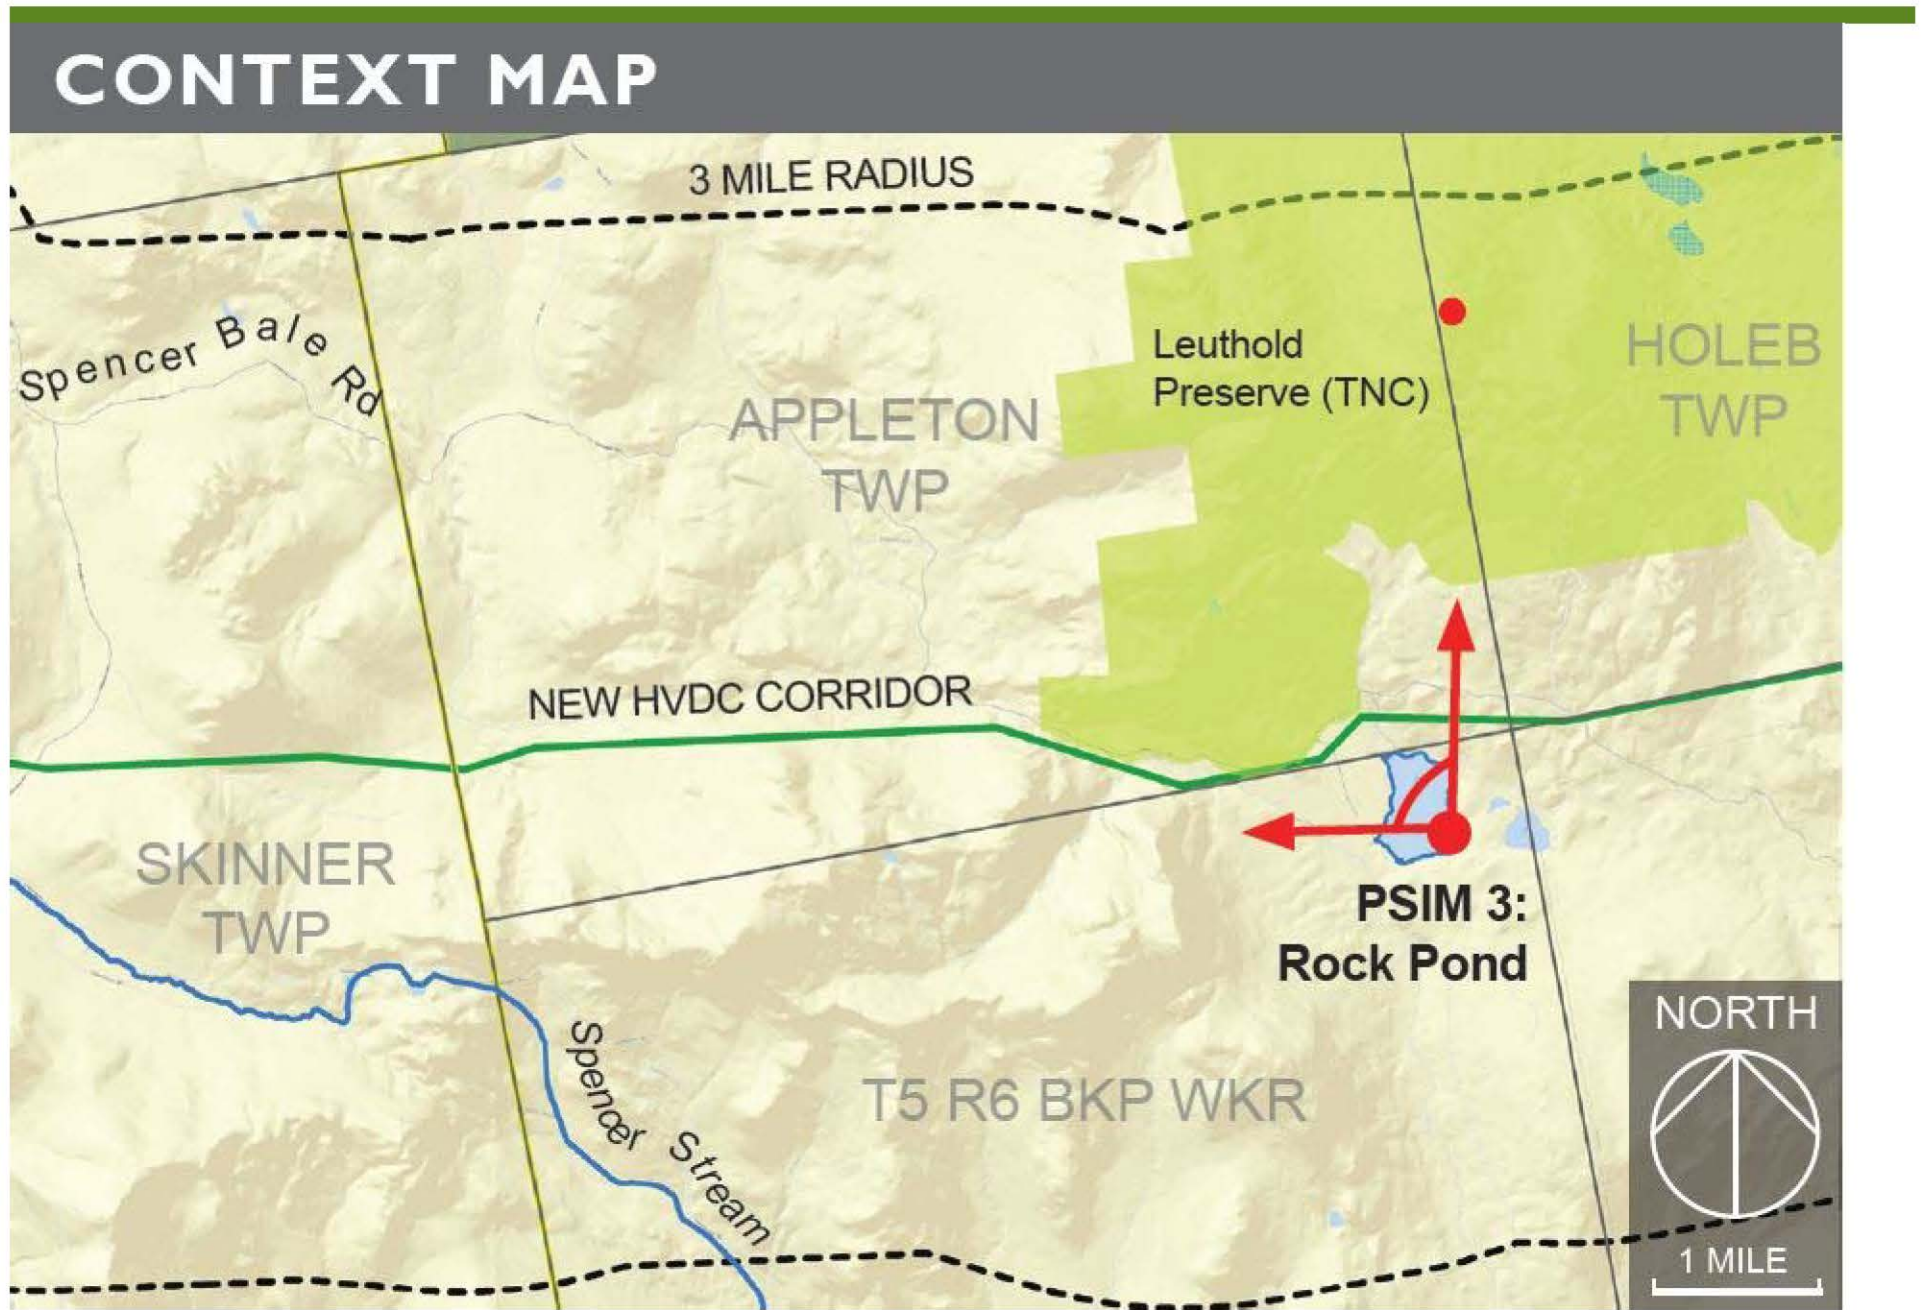 CONTEXT MAP
3 MILE RADIUS
Spencer Bale Rd
Leuthold
Preserve (TNC)
HOLEB
TWP
APPLETON
TWP
NEW HVDC CORRIDOR
SKINNER
TWP
PSIM 3:
Rock Pond
Spencer Stream
T5 R6 BKP WKR
NORTH
1 MILE